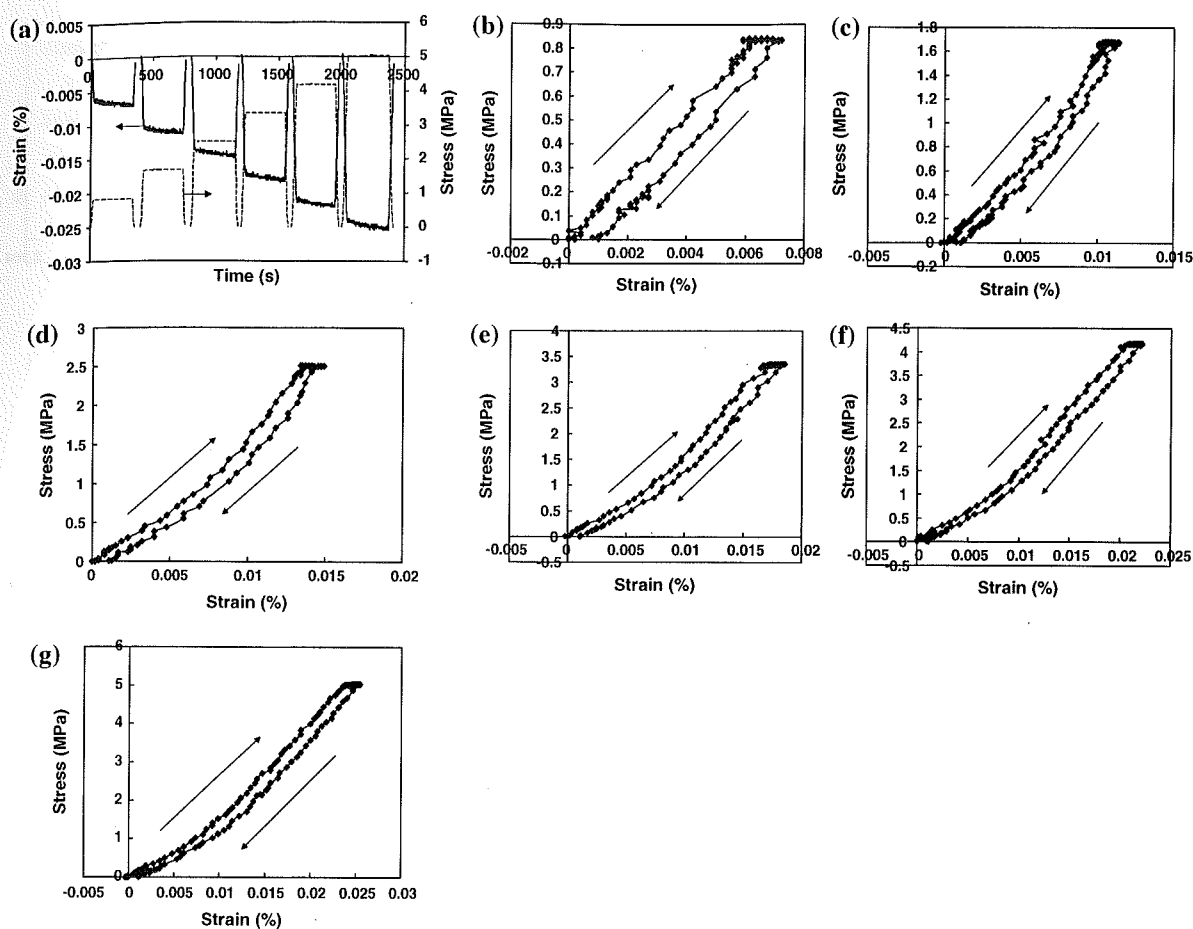 (a)
0.005
0
-0.005
-0.01
-0.015
-0.02
-0.025
-0.03
Strain (%)
0 500 1000 1500 2000 2500
Time (s)
6
5
4
3
2
1
0
-1
Stress (MPa)
(b)
0.9
0.8
0.7
0.6
0.5
0.4
0.3
0.2
0.1
0
-0.1
Stress (MPa)
-0.002 0 0.002 0.004 0.006 0.008
Strain (%)
(c)
1.8
1.6
1.4
1.2
1
0.8
0.6
0.4
0.2
0
-0.2
Stress (MPa)
-0.005 0 0.005 0.01 0.015
Strain (%)
(d)
3
2.5
2
1.5
1
0.5
0
Stress (MPa)
0 0.005 0.01 0.015 0.02
Strain (%)
(e)
4
3.5
3
2.5
2
1.5
1
0.5
0
-0.5
Stress (MPa)
-0.005 0 0.005 0.01 0.015 0.02
Strain (%)
(f)
4.5
4
3.5
3
2.5
2
1.5
1
0.5
0
-0.5
Stress (MPa)
-0.005 0 0.005 0.01 0.015 0.02 0.025
Strain (%)
(g)
6
5
4
3
2
1
0
Stress (MPa)
-0.005 0 0.005 0.01 0.015 0.02 0.025 0.03
Strain (%)